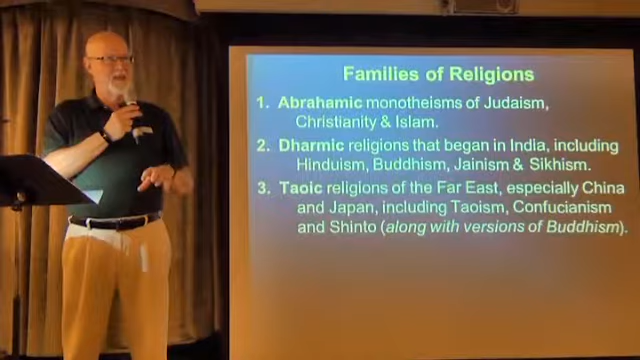 Families of Religions
1. Abrahamic monotheisms of Judaism,
Christianity & Islam.
2. Dharmic religions that began in India, including
Hinduism, Buddhism, Jainism & Sikhism.
3. Taoic religions of the Far East, especially China
and Japan, including Taoism, Confucianism
and Shinto (along with versions of Buddhism).